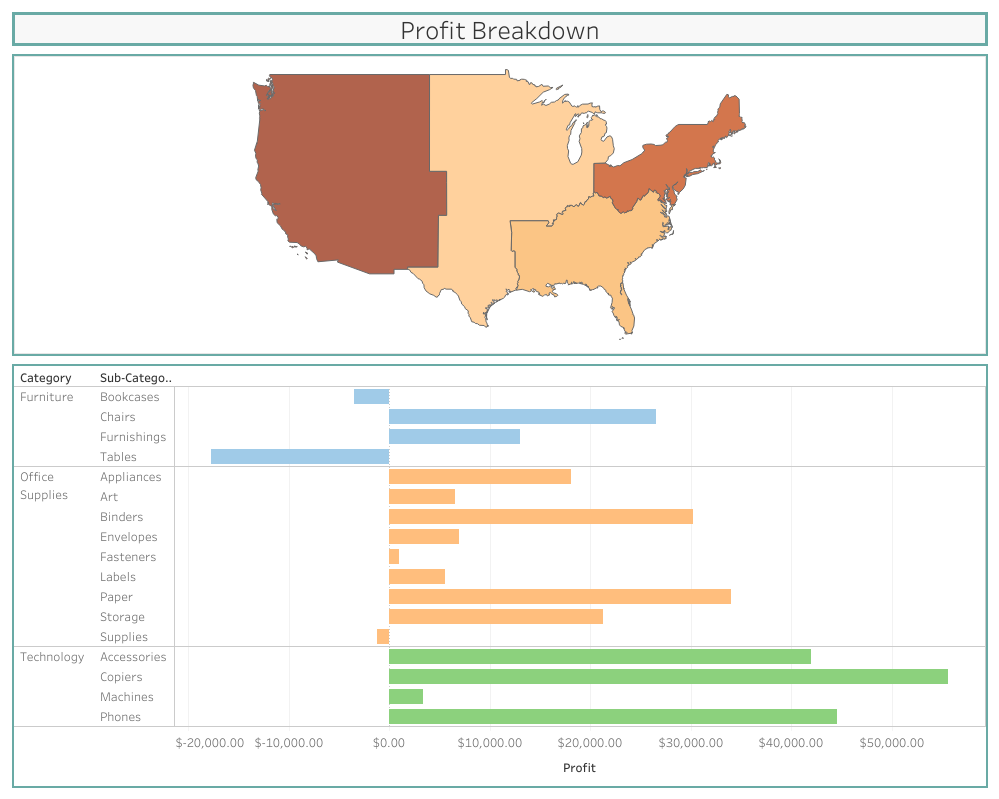 Profit Breakdown
Category Sub-Catego..
Furniture Bookcases
Chairs
Furnishings
Tables
Office Appliances
Supplies Art
Binders
Envelopes
Fasteners
Labels
Paper
Storage
Supplies
Technology Accessories
Copiers
Machines
Phones
$-20,000.00 $-10,000.00 $0.00 $10,000.00 $20,000.00 $30,000.00 $40,000.00 $50,000.00
Profit